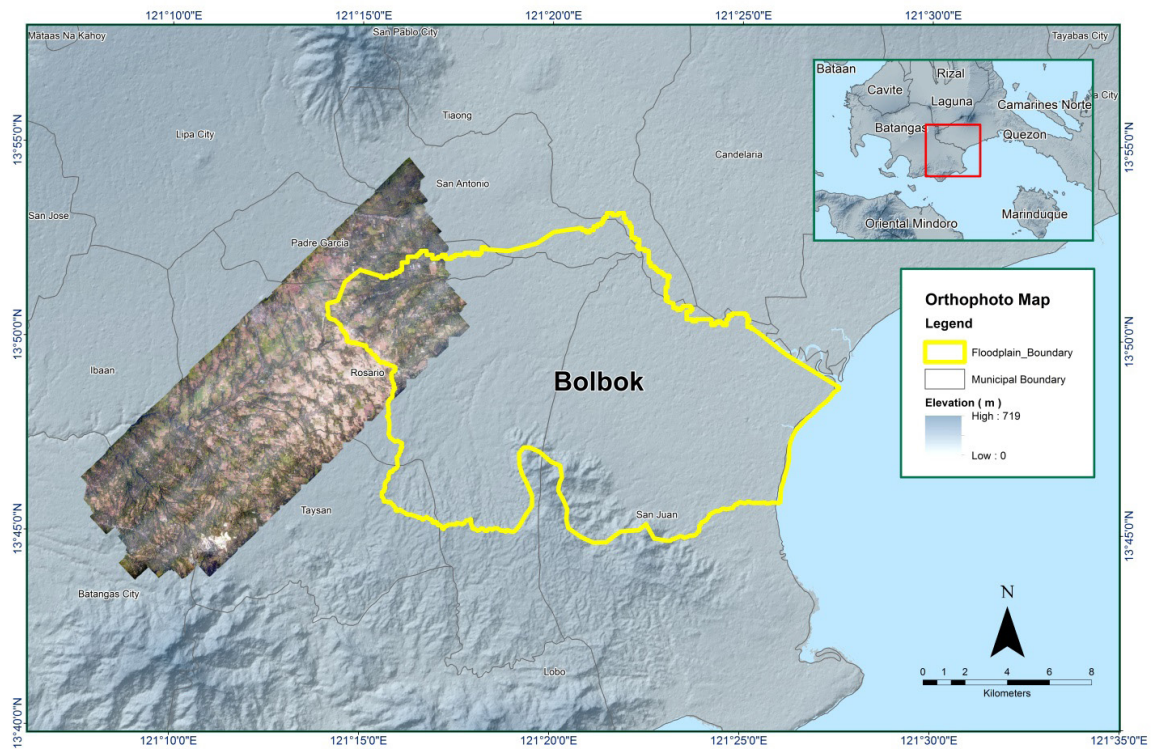 121°10'0"E 121°15'0"E 121°20'0"E 121°25'0"E 121°30'0"E
Mataas Na Kahoy
San Pablo City
Tayabas City
Bataan
Rizal
Cavite
Laguna
a City
Camarines Norte
Batangas
Quezon
Oriental Mindoro
Marinduque
13°55'0"N
13°55'0"N
Tiaong
Lipa City
Candelaria
San Antonio
San Jose
Padre Garcia
Orthophoto Map
Legend
Floodplain_Boundary
Municipal Boundary
Elevation ( m )
High : 719
Low : 0
13°50'0"N
13°50'0"N
Ibaan
Rosario
Bolbok
Taysan
San Juan
13°45'0"N
13°45'0"N
Batangas City
Lobo
N
0 1 2 4 6 8
Kilometers
13°40'0"N
13°40'0"N
121°10'0"E 121°15'0"E 121°20'0"E 121°25'0"E 121°30'0"E 121°35'0"E